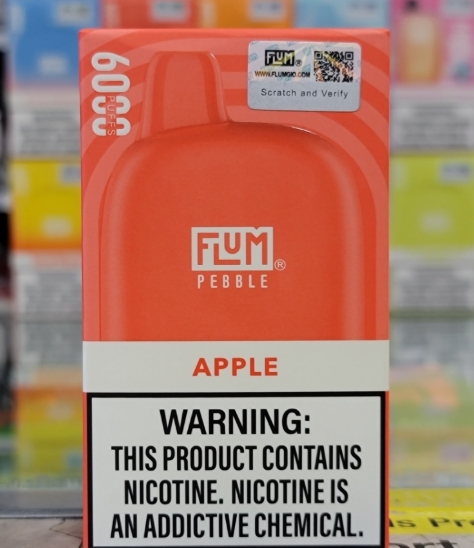 6000
PUFFS
FLUM®
WWW.FLUMGIO.COM
Scratch and Verify
FLUM®
PEBBLE
APPLE
WARNING:
THIS PRODUCT CONTAINS
NICOTINE. NICOTINE IS
AN ADDICTIVE CHEMICAL.